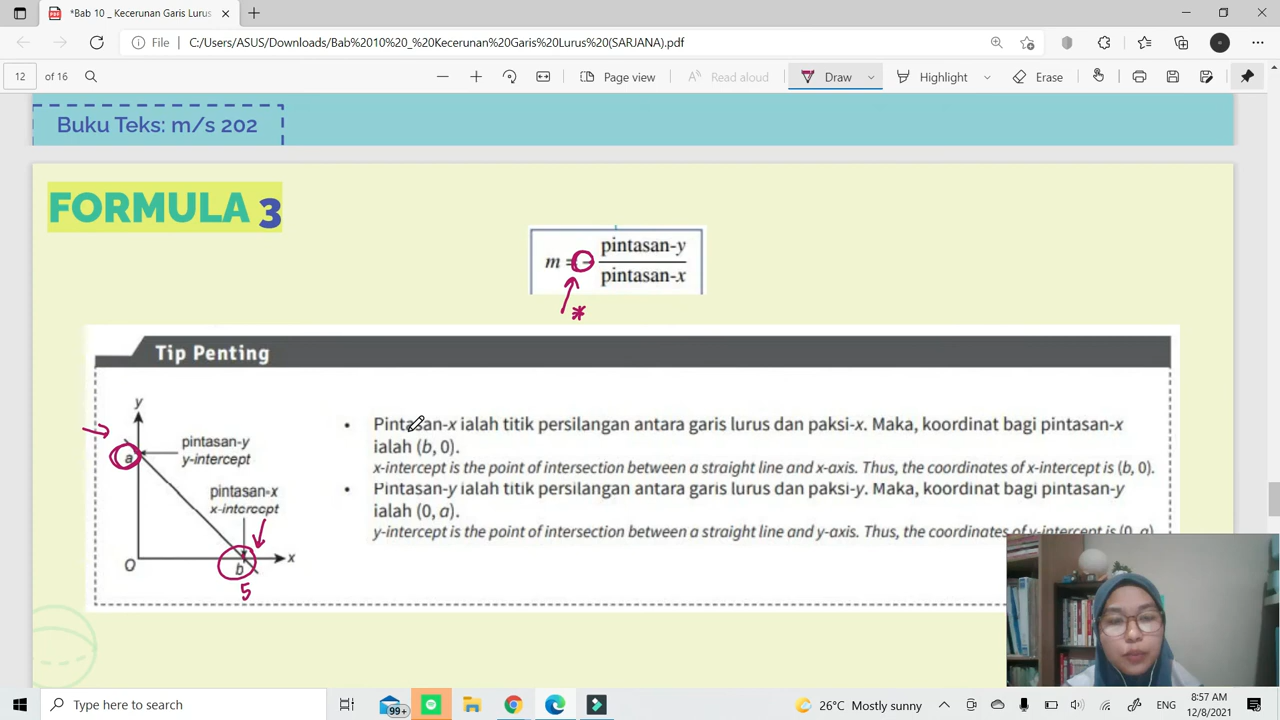 *Bab 10 _ Kecerunan Garis Lurus
File
C:/Users/ASUS/Downloads/Bab%2010%20_%20Kecerunan%20Garis%20Lurus%20(SARJANA).pdf
12 of 16
Page view
Read aloud
Draw
Highlight
Erase
Buku Teks: m/s 202
FORMULA 3
m = - pintasan-y
pintasan-x
*
Tip Penting
y
a
pintasan-y
y-intercept
pintasan-x
x-intercept
O
b
x
5
• Pintasan-x ialah titik persilangan antara garis lurus dan paksi-x. Maka, koordinat bagi pintasan-x
ialah (b, 0).
x-intercept is the point of intersection between a straight line and x-axis. Thus, the coordinates of x-intercept is (b, 0).
• Pintasan-y ialah titik persilangan antara garis lurus dan paksi-y. Maka, koordinat bagi pintasan-y
ialah (0, a).
y-intercept is the point of intersection between a straight line and y-axis. Thus, the coordinates of y-intercept is (0, a)
Type here to search
99+
26°C Mostly sunny
ENG
8:57 AM
12/8/2021